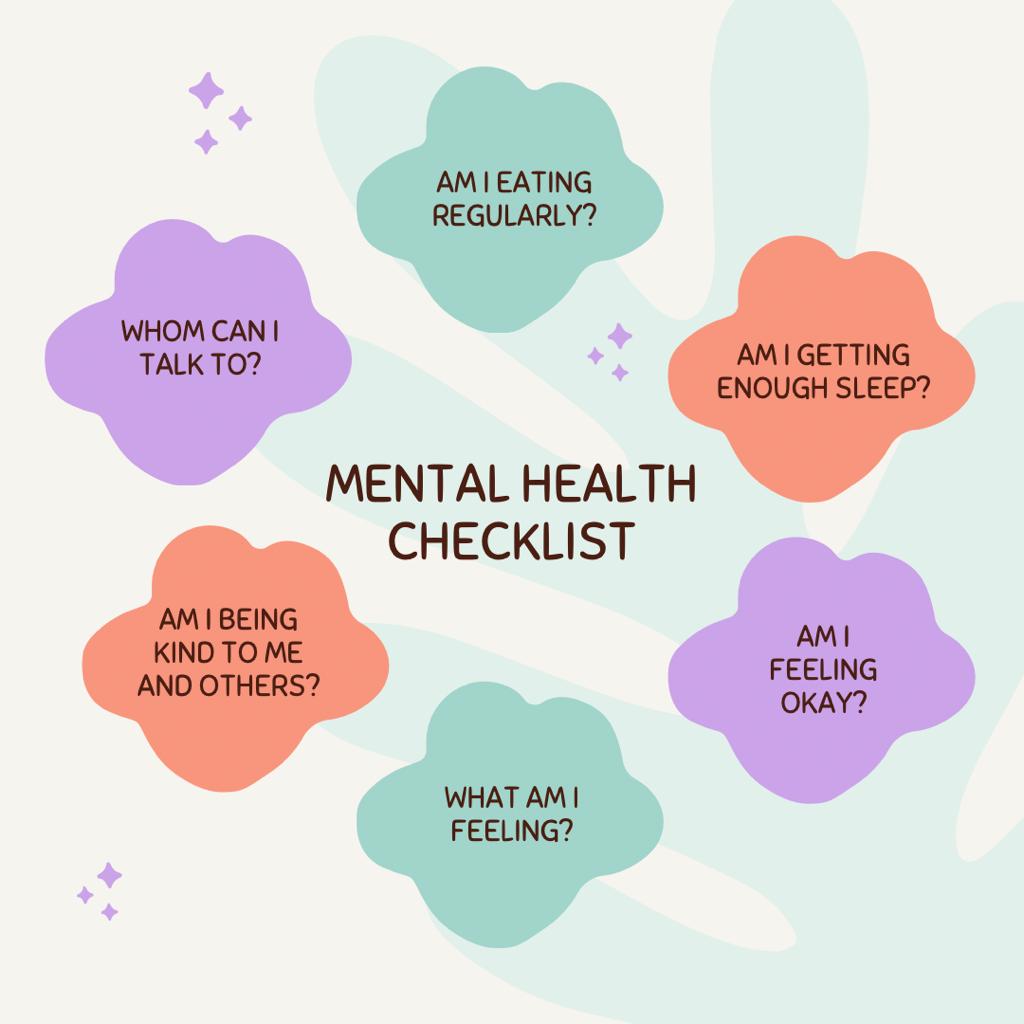 AM I EATING
REGULARLY?
WHOM CAN I
TALK TO?
AM I GETTING
ENOUGH SLEEP?
MENTAL HEALTH
CHECKLIST
AM I BEING
KIND TO ME
AND OTHERS?
AM I
FEELING
OKAY?
WHAT AM I
FEELING?